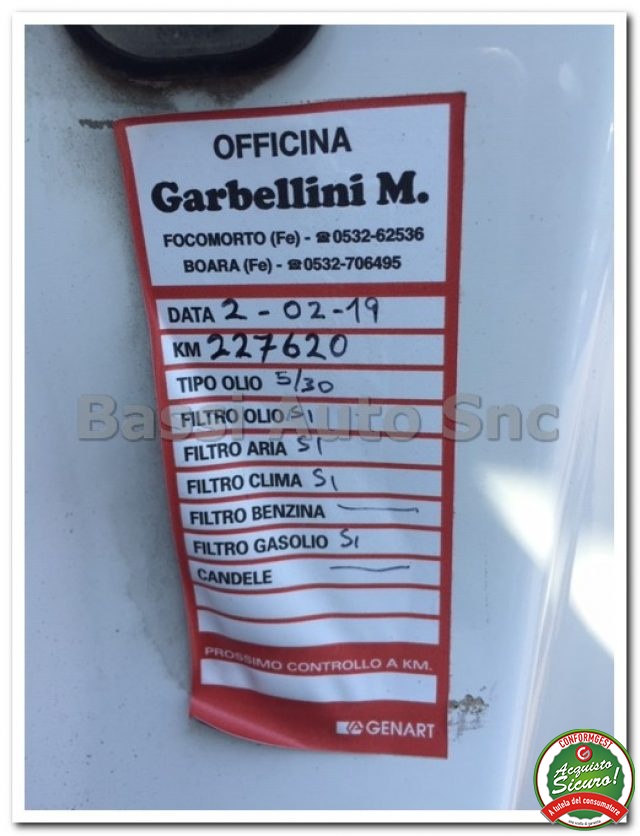 OFFICINA
Garbellini M.
FOCOMORTO (Fe) - ☎0532-62536
BOARA (Fe) - ☎0532-706495
DATA 2-02-19
KM 227620
TIPO OLIO 5/30
FILTRO OLIO SI
FILTRO ARIA SI
FILTRO CLIMA SI
FILTRO BENZINA —
FILTRO GASOLIO SI
CANDELE —
PROSSIMO CONTROLLO A KM.
GENART
Bassi Auto Snc
CONFORMGEST
Acquisto
Sicuro!
A tutela del consumatore